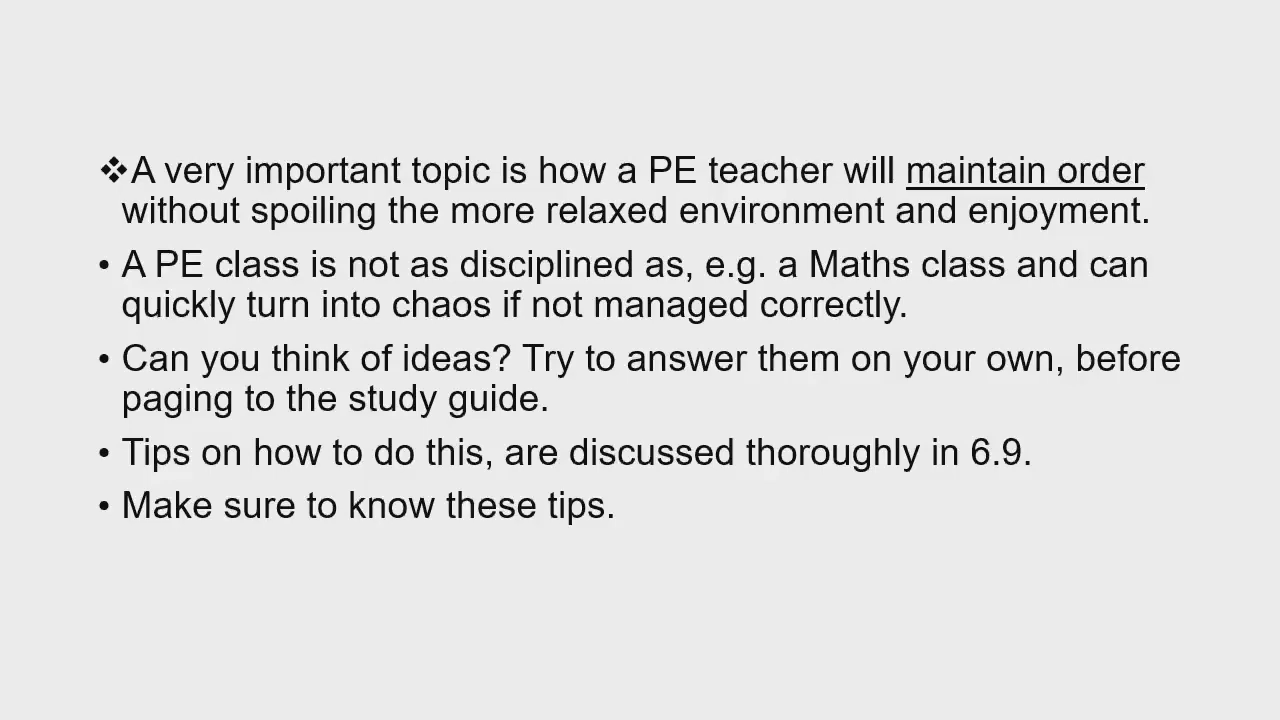 ❖A very important topic is how a PE teacher will maintain order
without spoiling the more relaxed environment and enjoyment.
• A PE class is not as disciplined as, e.g. a Maths class and can
quickly turn into chaos if not managed correctly.
• Can you think of ideas? Try to answer them on your own, before
paging to the study guide.
• Tips on how to do this, are discussed thoroughly in 6.9.
• Make sure to know these tips.